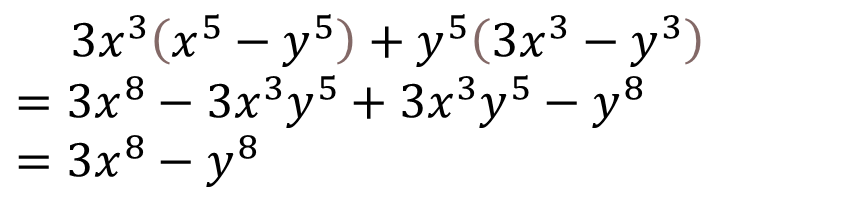 3x³(x⁵ − y⁵) + y⁵(3x³ − y³)
= 3x⁸ − 3x³y⁵ + 3x³y⁵ − y⁸
= 3x⁸ − y⁸